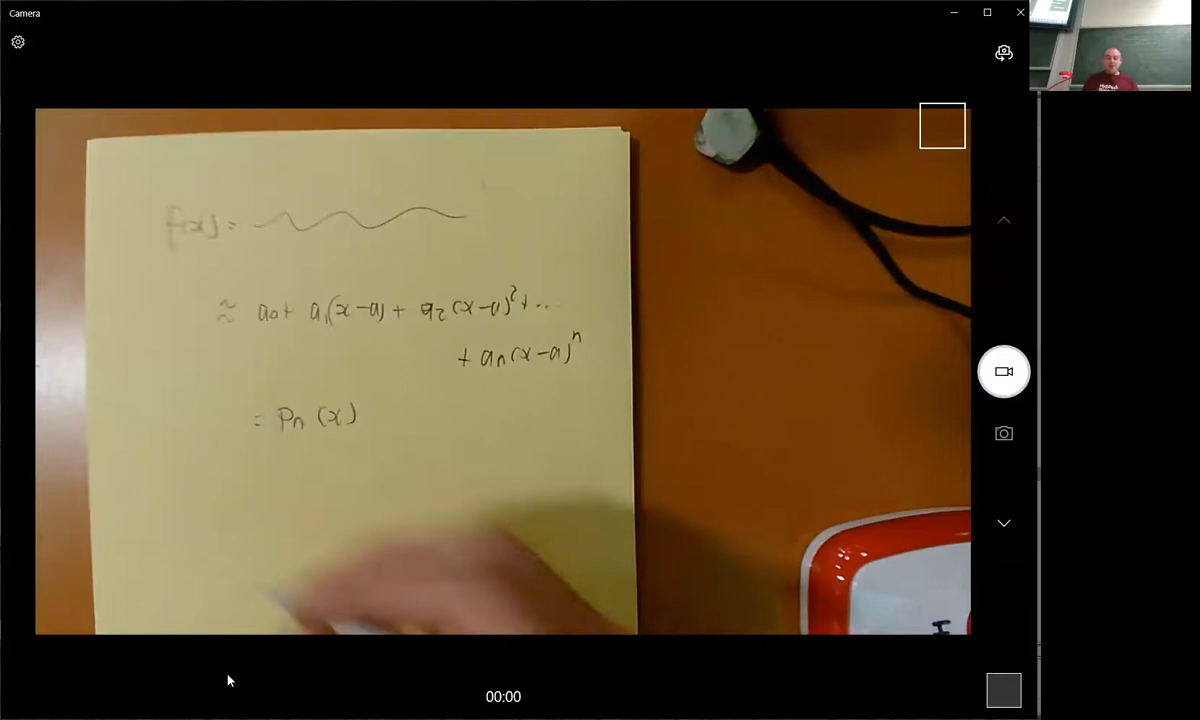 Camera
f(x) =
≈ a₀ + a₁(x-a) + a₂(x-a)² + ...
+ aₙ(x-a)ⁿ
= Pₙ(x)
00:00